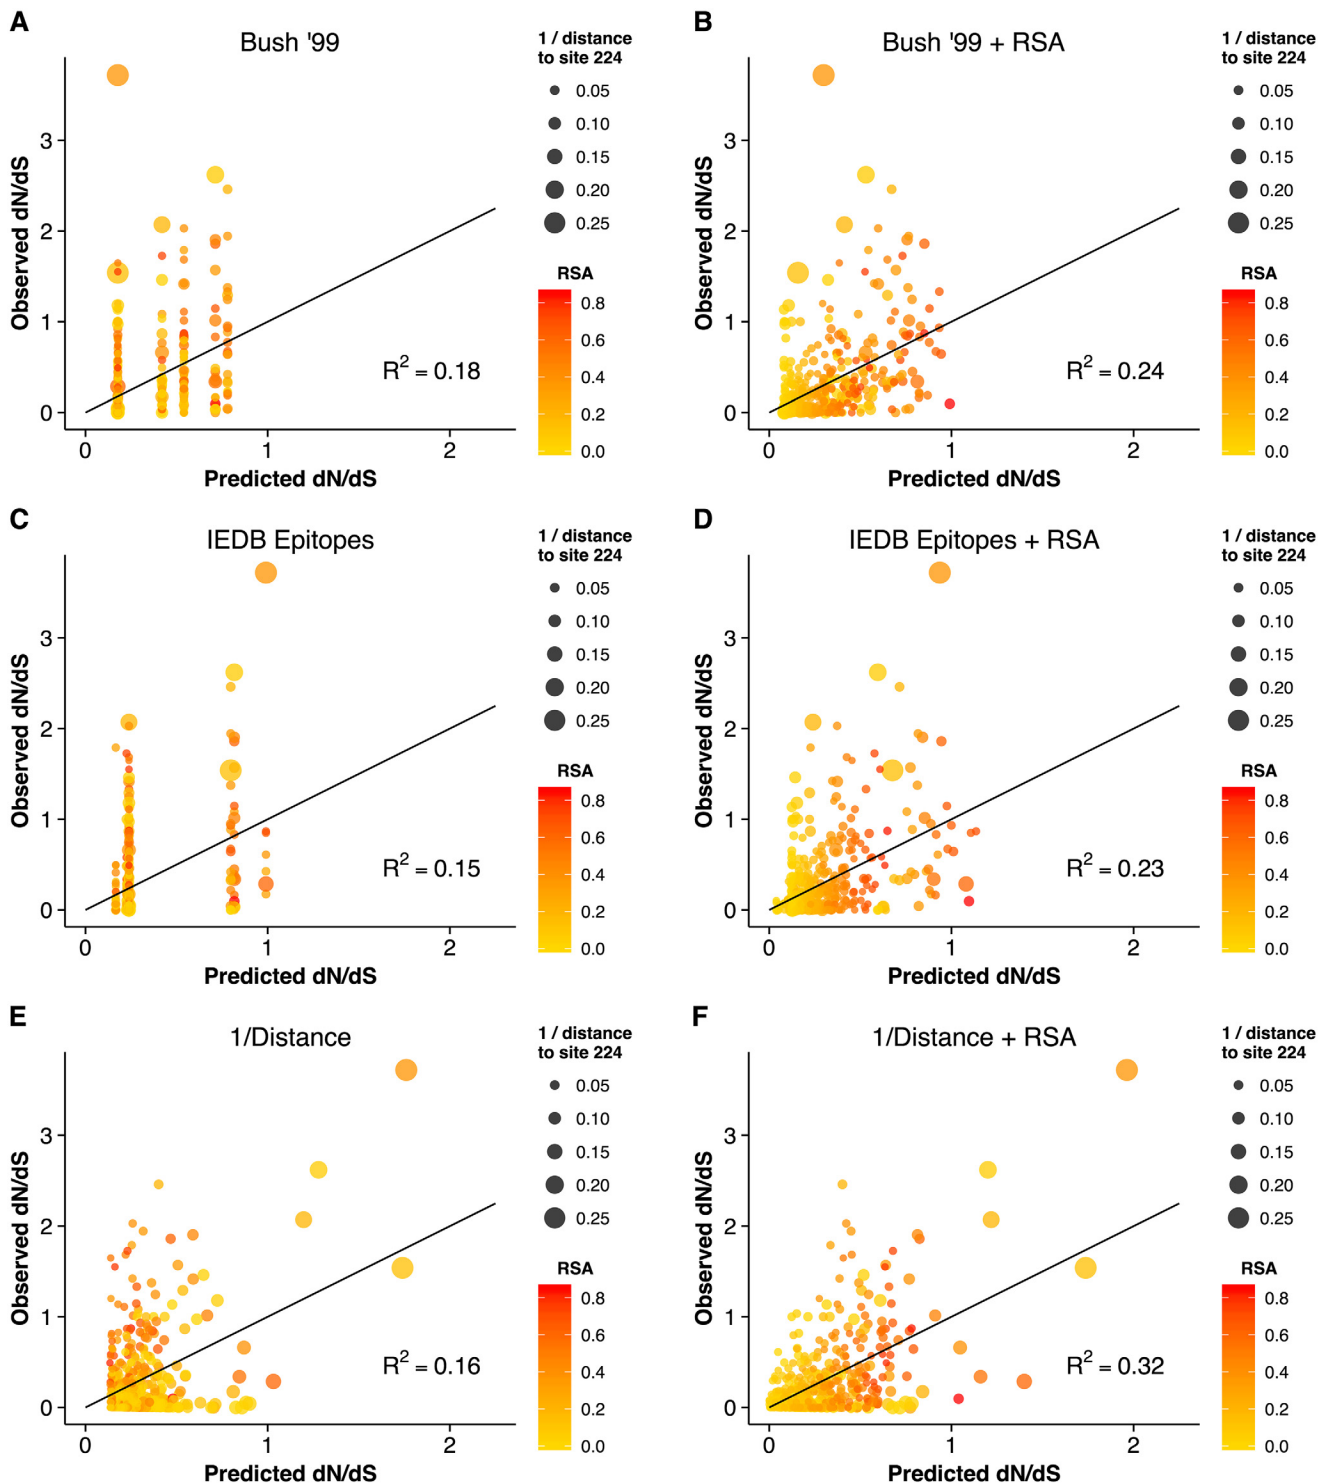 A
Bush '99
Observed dN/dS
3
2
1
0
0 1 2
Predicted dN/dS
R² = 0.18
1 / distance
to site 224
0.05
0.10
0.15
0.20
0.25
RSA
0.8
0.6
0.4
0.2
0.0
B
Bush '99 + RSA
Observed dN/dS
3
2
1
0
0 1 2
Predicted dN/dS
R² = 0.24
1 / distance
to site 224
0.05
0.10
0.15
0.20
0.25
RSA
0.8
0.6
0.4
0.2
0.0
C
IEDB Epitopes
Observed dN/dS
3
2
1
0
0 1 2
Predicted dN/dS
R² = 0.15
1 / distance
to site 224
0.05
0.10
0.15
0.20
0.25
RSA
0.8
0.6
0.4
0.2
0.0
D
IEDB Epitopes + RSA
Observed dN/dS
3
2
1
0
0 1 2
Predicted dN/dS
R² = 0.23
1 / distance
to site 224
0.05
0.10
0.15
0.20
0.25
RSA
0.8
0.6
0.4
0.2
0.0
E
1/Distance
Observed dN/dS
3
2
1
0
0 1 2
Predicted dN/dS
R² = 0.16
1 / distance
to site 224
0.05
0.10
0.15
0.20
0.25
RSA
0.8
0.6
0.4
0.2
0.0
F
1/Distance + RSA
Observed dN/dS
3
2
1
0
0 1 2
Predicted dN/dS
R² = 0.32
1 / distance
to site 224
0.05
0.10
0.15
0.20
0.25
RSA
0.8
0.6
0.4
0.2
0.0